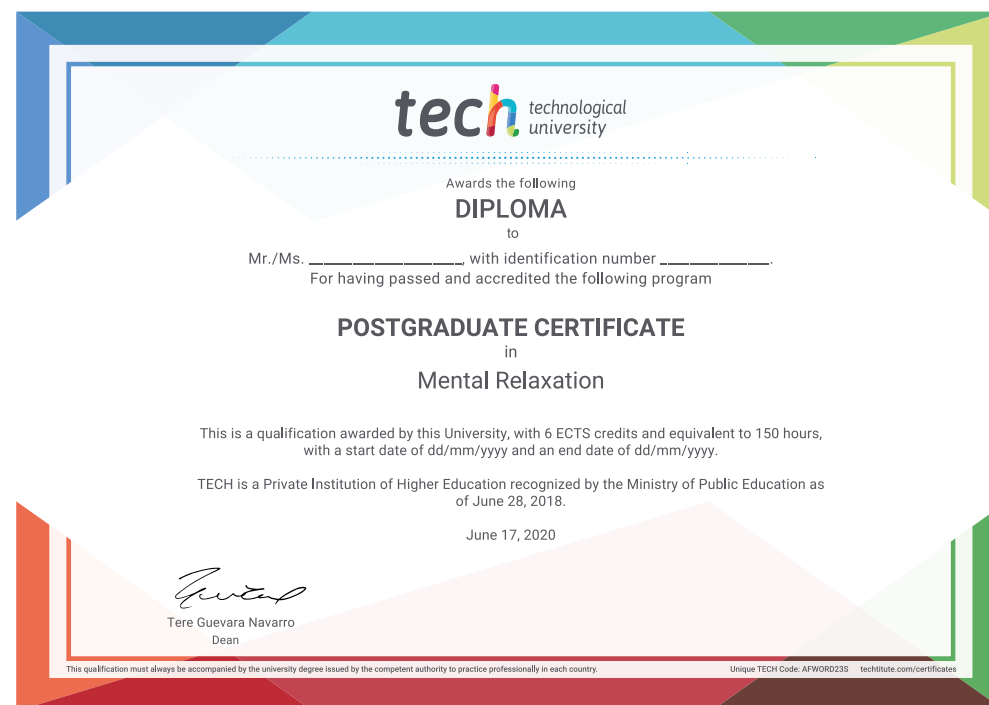 tech technological
university
Awards the following
DIPLOMA
to
Mr./Ms. ____________________, with identification number ______________.
For having passed and accredited the following program
POSTGRADUATE CERTIFICATE
in
Mental Relaxation
This is a qualification awarded by this University, with 6 ECTS credits and equivalent to 150 hours,
with a start date of dd/mm/yyyy and an end date of dd/mm/yyyy.
TECH is a Private Institution of Higher Education recognized by the Ministry of Public Education as
of June 28, 2018.
June 17, 2020
Tere Guevara Navarro
Dean
This qualification must always be accompanied by the university degree issued by the competent authority to practice professionally in each country.
Unique TECH Code: AFWORD23S techtitute.com/certificates